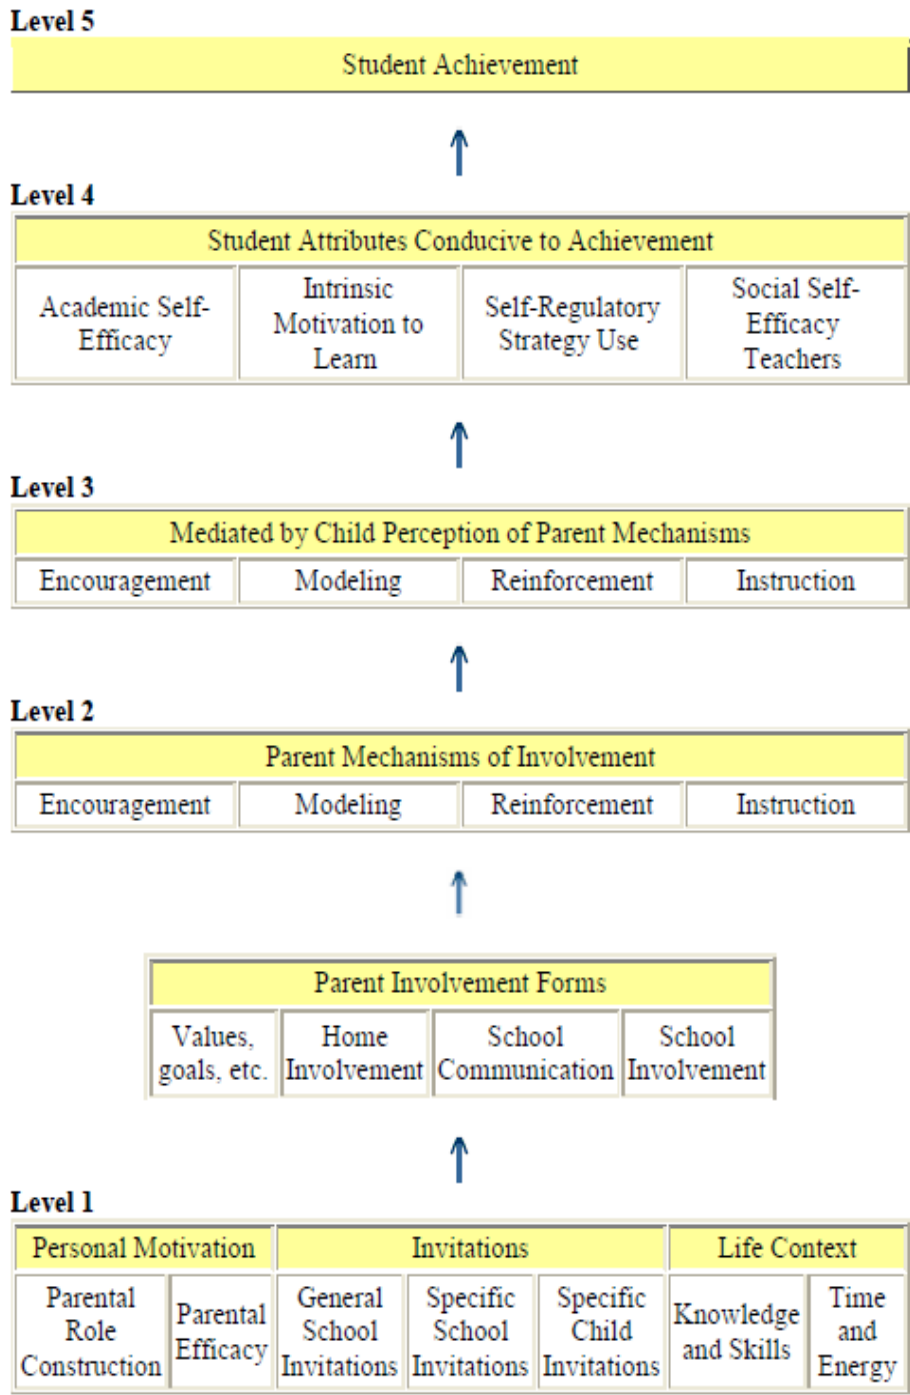 Level 5
Student Achievement
Level 4
Student Attributes Conducive to Achievement
Academic Self-
Efficacy
Intrinsic
Motivation to
Learn
Self-Regulatory
Strategy Use
Social Self-
Efficacy
Teachers
Level 3
Mediated by Child Perception of Parent Mechanisms
Encouragement
Modeling
Reinforcement
Instruction
Level 2
Parent Mechanisms of Involvement
Encouragement
Modeling
Reinforcement
Instruction
Parent Involvement Forms
Values,
goals, etc.
Home
Involvement
School
Communication
School
Involvement
Level 1
Personal Motivation
Invitations
Life Context
Parental
Role
Construction
Parental
Efficacy
General
School
Invitations
Specific
School
Invitations
Specific
Child
Invitations
Knowledge
and Skills
Time
and
Energy